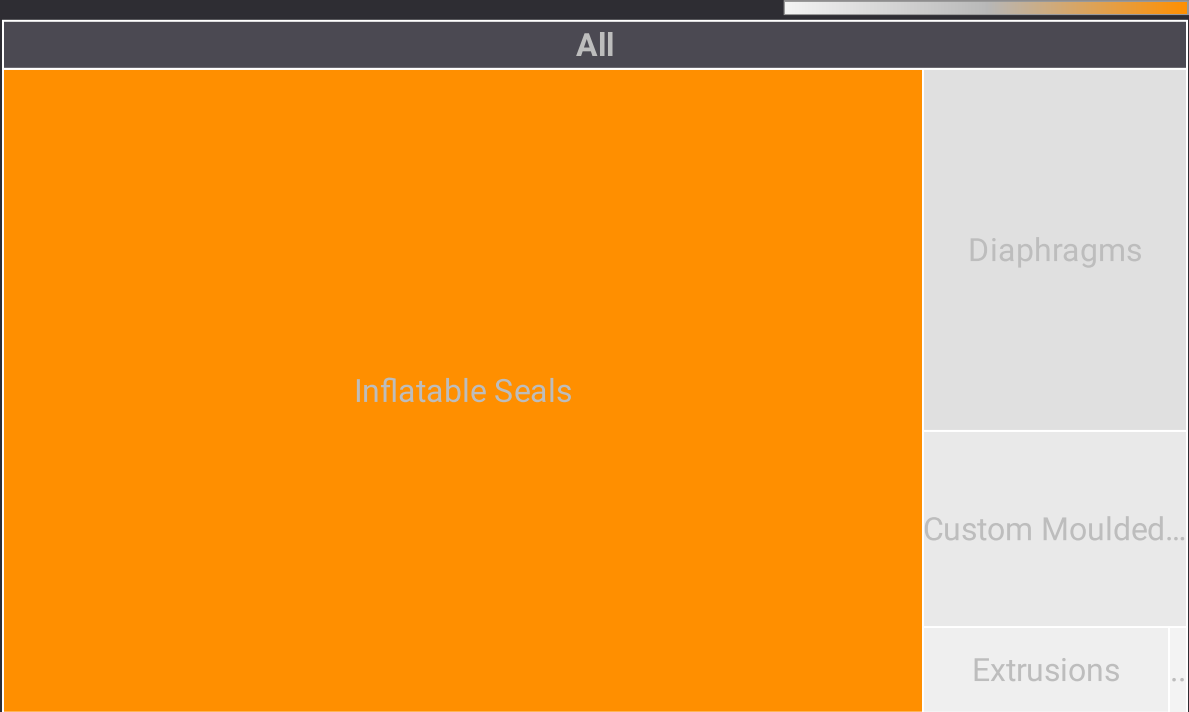 All
Inflatable Seals
Diaphragms
Custom Moulded...
Extrusions
..